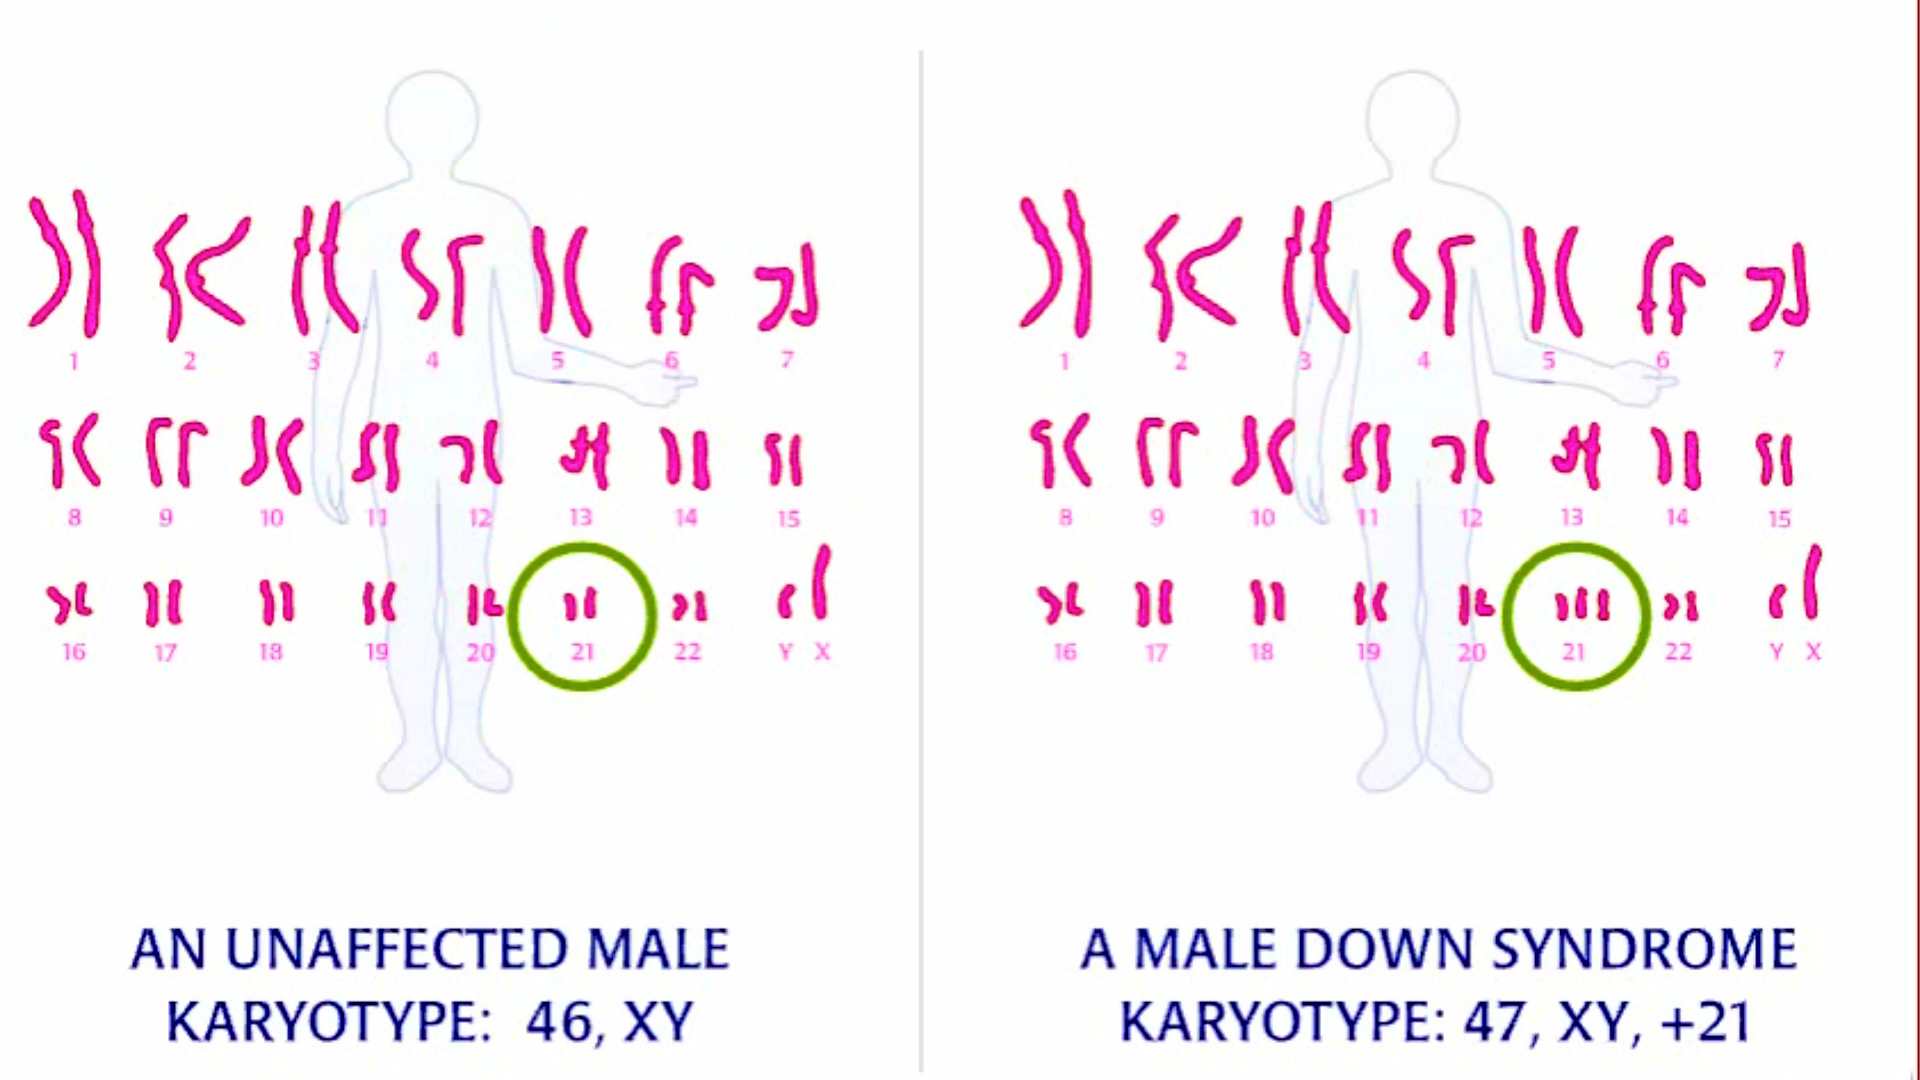 1 2 3 4 5 6 7
8 9 10 11 12 13 14 15
16 17 18 19 20 21 22 Y X
AN UNAFFECTED MALE
KARYOTYPE: 46, XY
1 2 3 4 5 6 7
8 9 10 11 12 13 14 15
16 17 18 19 20 21 22 Y X
A MALE DOWN SYNDROME
KARYOTYPE: 47, XY, +21